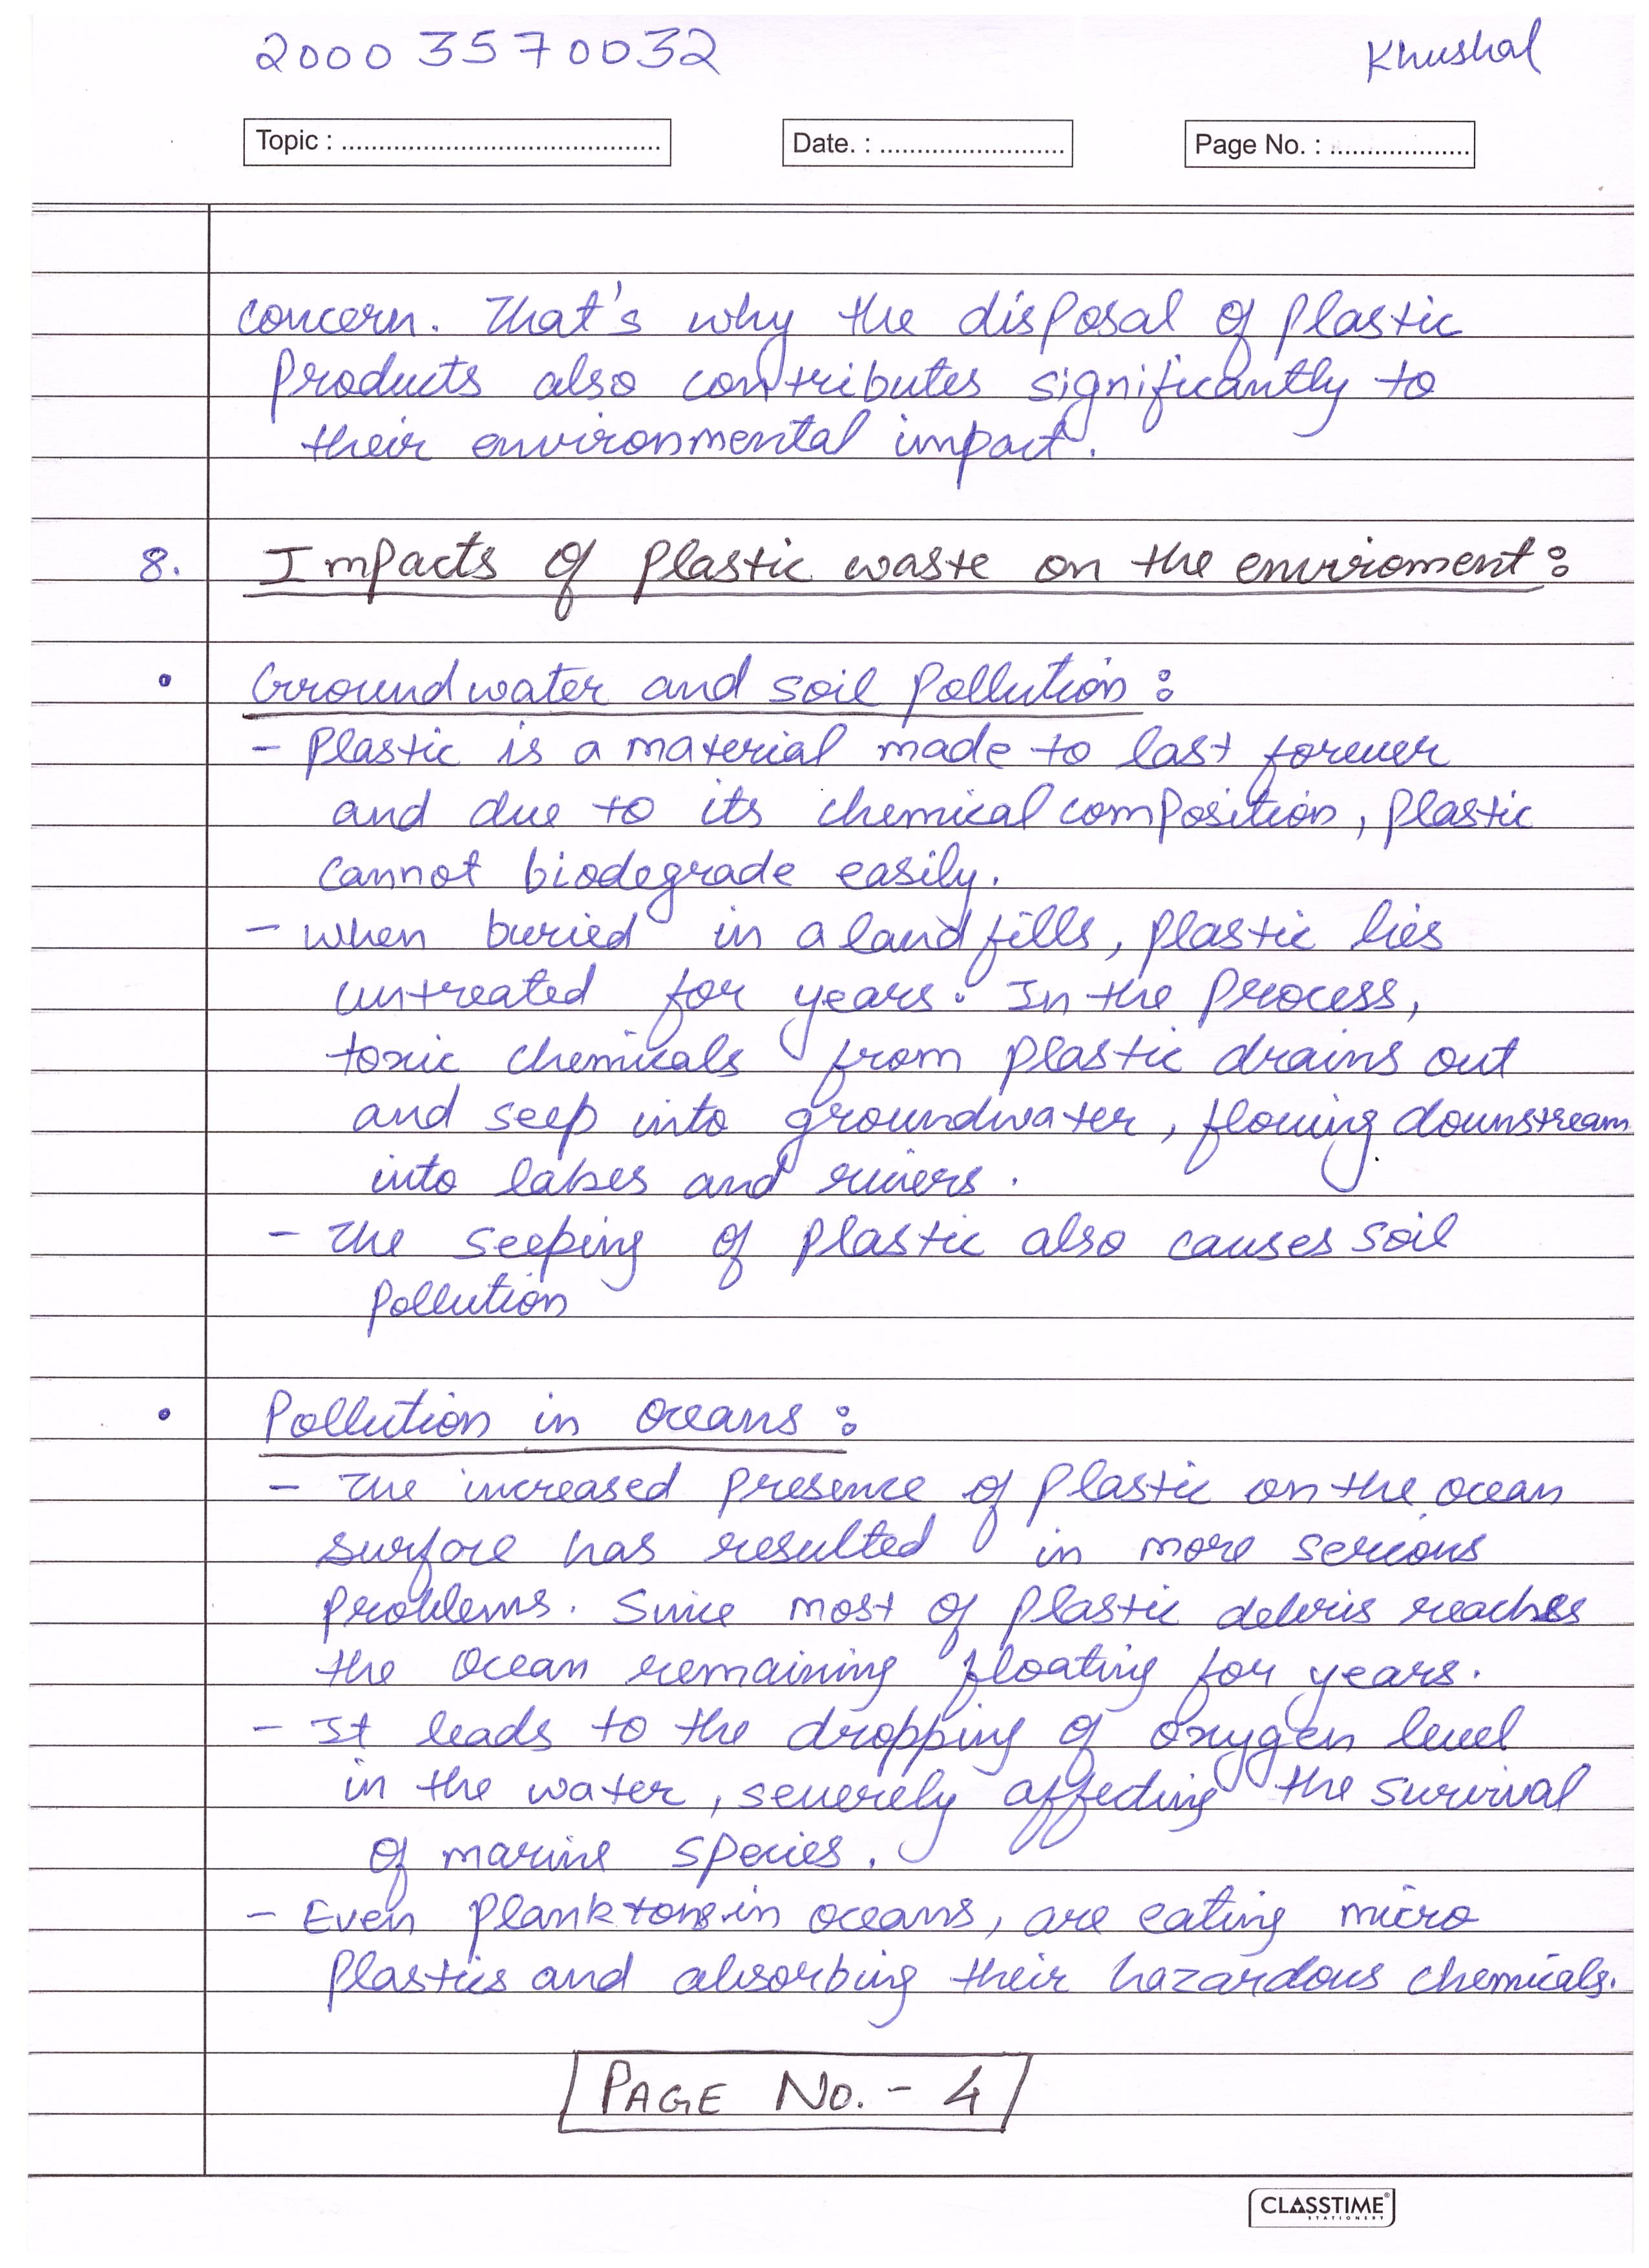 20003570032 Khushal
Topic : ........................................... Date. : ......................... Page No. : ...................
concern. That's why the disposal of plastic
products also contributes significantly to
their environmental impact.
8. Impacts of plastic waste on the enviroment:
• Groundwater and soil pollution:
- plastic is a material made to last forever
and due to its chemical composition, plastic
cannot biodegrade easily.
- when buried in a landfills, plastic lies
untreated for years. In the process,
toxic chemicals from plastic drains out
and seep into groundwater, flowing downstream
into lakes and rivers.
- The seeping of plastic also causes soil
pollution
• Pollution in oceans:
- The increased presence of plastic on the ocean
surface has resulted in more serious
problems. Since most of plastic debris reaches
the ocean remaining floating for years.
- It leads to the dropping of oxygen level
in the water, severely affecting the survival
of marine species.
- Even planktons in oceans, are eating micro
plastics and absorbing their hazardous chemicals.
PAGE NO. - 4
CLASSTIME
STATIONERY